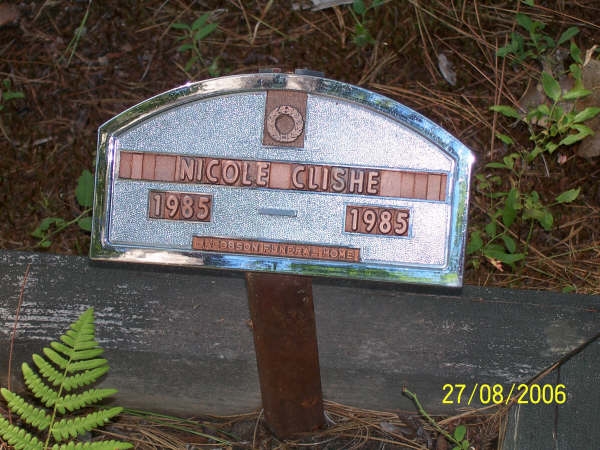 NICOLE CLISHE
1985 1985
FUNERAL HOME
27/08/2006